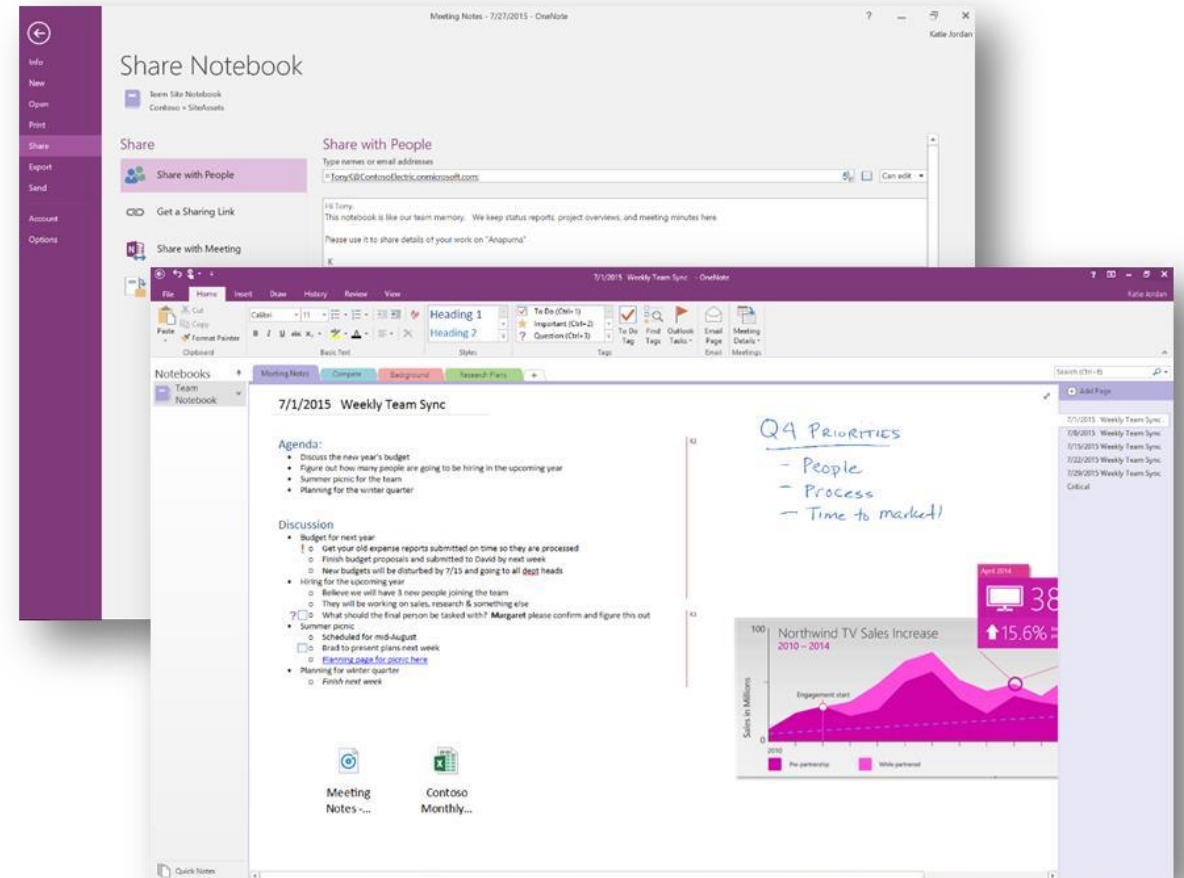 Meeting Notes - 7/27/2015 - OneNote
?
Katie Jordan
Info
New
Open
Print
Share
Export
Send
Account
Options
Share Notebook
Team Site Notebook
Contoso » SiteAssets
Share
Share with People
Get a Sharing Link
Share with Meeting
Share with People
Type names or email addresses
TonyK@ContosoElectric.onmicrosoft.com;
Can edit
Hi Tony,
This notebook is like our team memory. We keep status reports, project overviews, and meeting minutes here.
Please use it to share details of your work on "Anapurna"
K
7/1/2015 Weekly Team Sync - OneNote
?
Katie Jordan
File Home Insert Draw History Review View
Paste
Cut
Copy
Format Painter
Clipboard
Calibri 11
B I U abc
Basic Text
Heading 1
Heading 2
Styles
To Do (Ctrl+1)
Important (Ctrl+2)
? Question (Ctrl+3)
To Do Tag
Find Tags
Outlook Tasks
Tags
Email Page
Email
Meeting Details
Meetings
Notebooks
Team Notebook
Meeting Notes Compete Background Research Plans +
Search (Ctrl+E)
Add Page
7/1/2015 Weekly Team Sync
7/8/2015 Weekly Team Sync
7/15/2015 Weekly Team Sync
7/22/2015 Weekly Team Sync
7/29/2015 Weekly Team Sync
Critical
7/1/2015 Weekly Team Sync
Agenda:
• Discuss the new year's budget
• Figure out how many people are going to be hiring in the upcoming year
• Summer picnic for the team
• Planning for the winter quarter
Discussion
• Budget for next year
! o Get your old expense reports submitted on time so they are processed
o Finish budget proposals and submitted to David by next week
o New budgets will be disturbed by 7/15 and going to all dept heads
• Hiring for the upcoming year
o Believe we will have 3 new people joining the team
o They will be working on sales, research & something else
? o What should the final person be tasked with? Margaret please confirm and figure this out
• Summer picnic
o Scheduled for mid-August
o Brad to present plans next week
o Planning page for picnic here
• Planning for winter quarter
o Finish next week
Q4 PRIORITIES
- People
- Process
- Time to market!
April 2014
38
15.6%
Northwind TV Sales Increase
2010 – 2014
100
Sales in Millions
0
Engagement start
2010
Pre-partnership
While partnered
Meeting Notes -...
Contoso Monthly...
Quick Notes